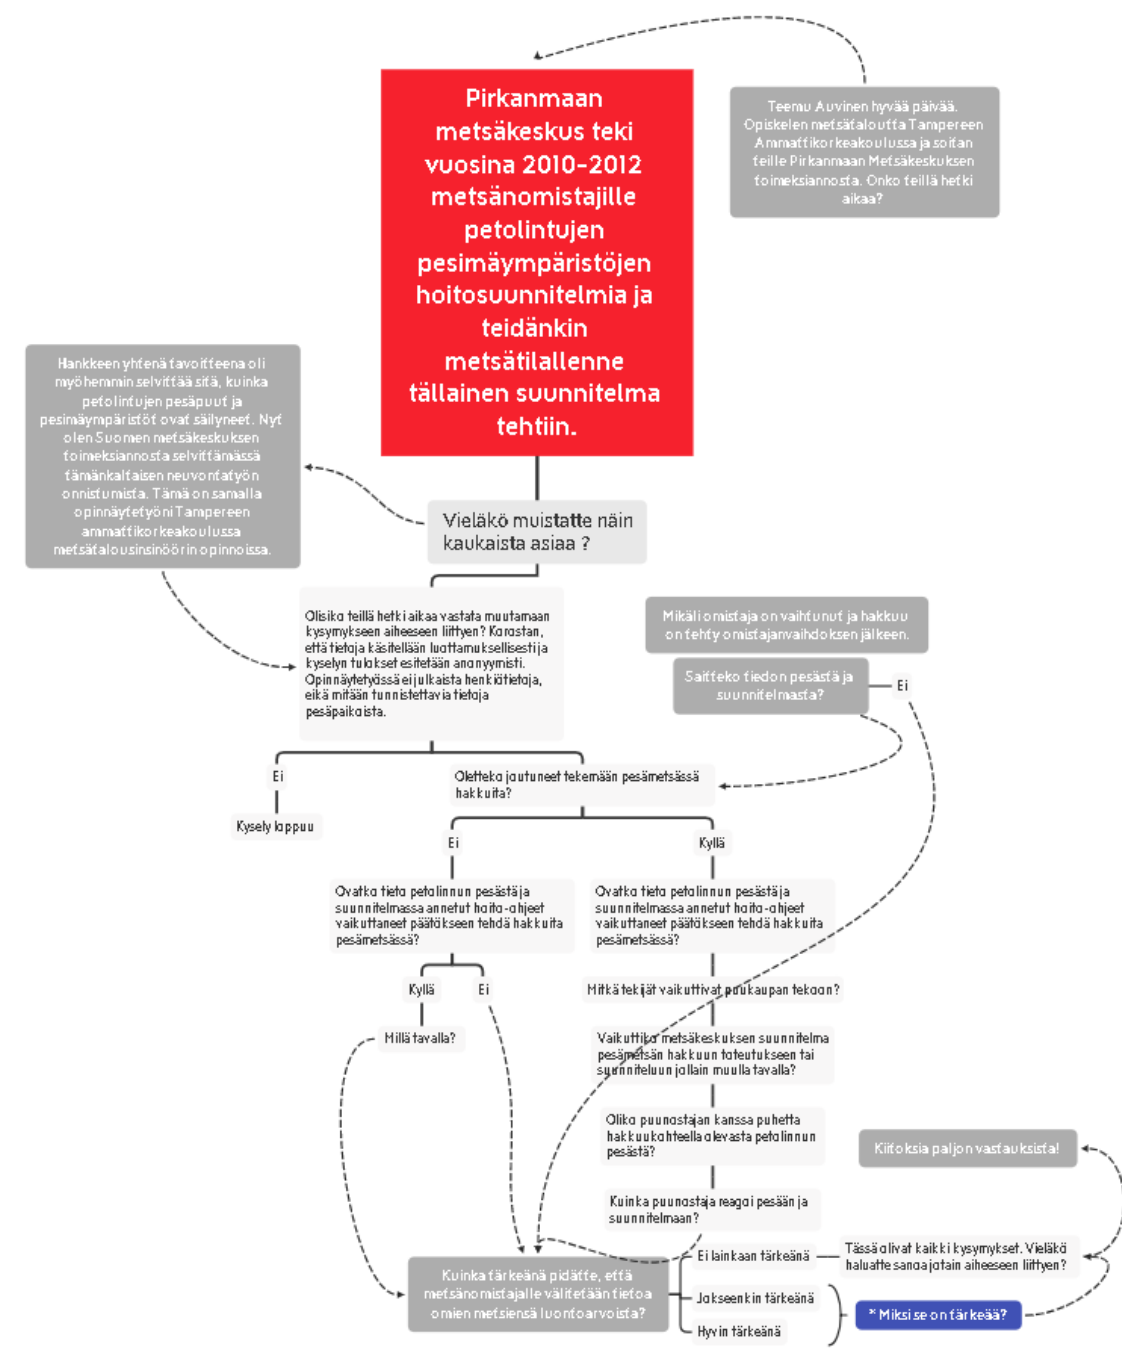 Teemu Auvinen hyvää päivää.
Opiskelen metsätaloutta Tampereen
Ammattikorkeakoulussa ja soitan
teille Pirkanmaan Metsäkeskuksen
toimeksiannosta. Onko teillä hetki
aikaa?
Pirkanmaan
metsäkeskus teki
vuosina 2010-2012
metsänomistajille
petolintujen
pesimäympäristöjen
hoitosuunnitelmia ja
teidänkin
metsätilallenne
tällainen suunnitelma
tehtiin.
Vieläkö muistatte näin
kaukaista asiaa ?
Hankkeen yhtenä tavoitteena oli
myöhemmin selvittää sitä, kuinka
petolintujen pesäpuut ja
pesimäympäristöt ovat säilyneet. Nyt
olen Suomen metsäkeskuksen
toimeksiannosta selvittämässä
tämänkaltaisen neuvontatyön
onnistumista. Tämä on samalla
opinnäytetyöni Tampereen
ammattikorkeakoulussa
metsätalousinsinöörin opinnoissa.
Olisiko teillä hetki aikaa vastata muutamaan
kysymykseen aiheeseen liittyen? Korostan,
että tietoja käsitellään luottamuksellisesti ja
kyselyn tulokset esitetään anonyymisti.
Opinnäytetyössä ei julkaista henkilötietoja,
eikä mitään tunnistettavia tietoja
pesäpaikoista.
Mikäli omistaja on vaihtunut ja hakkuu
on tehty omistajanvaihdoksen jälkeen.
Saitteko tiedon pesästä ja
suunnitelmasta?
Ei
Ei
Kysely loppuu
Oletteko joutuneet tekemään pesämetsässä
hakkuita?
Ei
Kyllä
Ovatko tieto petolinnun pesästä ja
suunnitelmassa annetut hoito-ohjeet
vaikuttaneet päätökseen tehdä hakkuita
pesämetsässä?
Ovatko tieto petolinnun pesästä ja
suunnitelmassa annetut hoito-ohjeet
vaikuttaneet päätökseen tehdä hakkuita
pesämetsässä?
Kyllä
Ei
Millä tavalla?
Mitkä tekijät vaikuttivat puukaupan tekoon?
Vaikuttiko metsäkeskuksen suunnitelma
pesämetsän hakkuun toteutukseen tai
suunnitteluun jollain muulla tavalla?
Oliko puunostajan kanssa puhetta
hakkuukohteella olevasta petolinnun
pesästä?
Kuinka puunostaja reagoi pesään ja
suunnitelmaan?
Kuinka tärkeänä pidätte, että
metsänomistajalle välitetään tietoa
omien metsiensä luontoarvoista?
Ei lainkaan tärkeänä
Jokseenkin tärkeänä
Hyvin tärkeänä
Tässä olivat kaikki kysymykset. Vieläkö
haluatte sanoa jotain aiheeseen liittyen?
* Miksi se on tärkeää?
Kiitoksia paljon vastauksista!